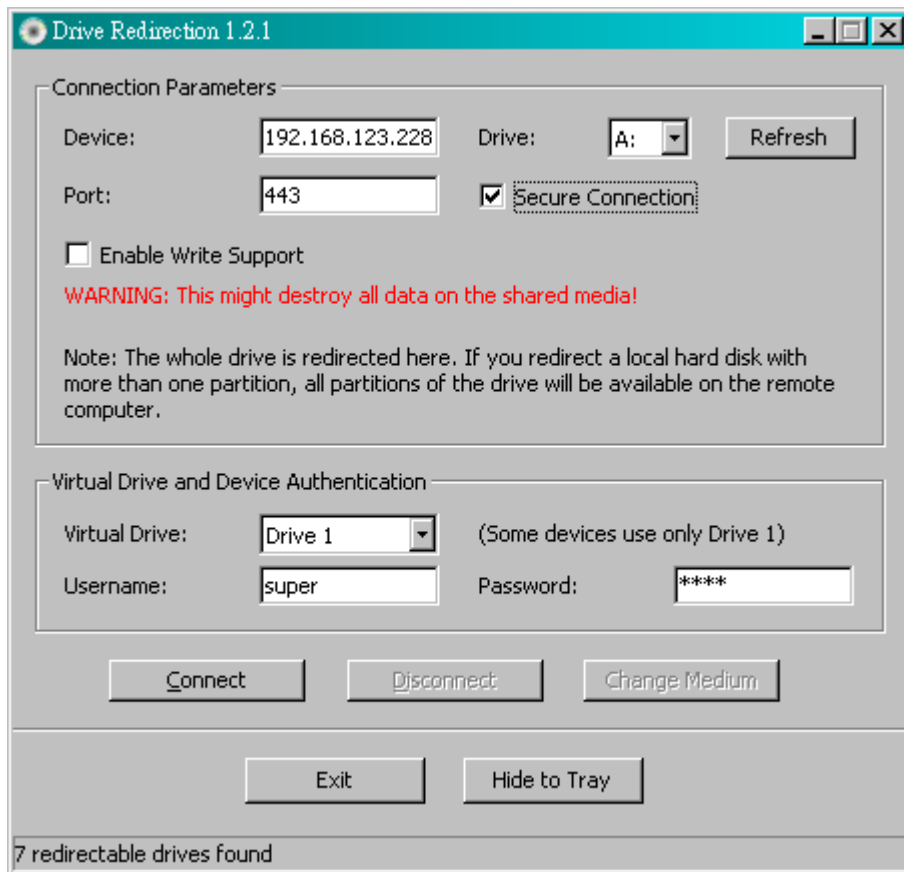 Drive Redirection 1.2.1
Connection Parameters
Device: 192.168.123.228 Drive: A: Refresh
Port: 443 Secure Connection
Enable Write Support
WARNING: This might destroy all data on the shared media!
Note: The whole drive is redirected here. If you redirect a local hard disk with
more than one partition, all partitions of the drive will be available on the remote
computer.
Virtual Drive and Device Authentication
Virtual Drive: Drive 1 (Some devices use only Drive 1)
Username: super Password: ****
Connect Disconnect Change Medium
Exit Hide to Tray
7 redirectable drives found